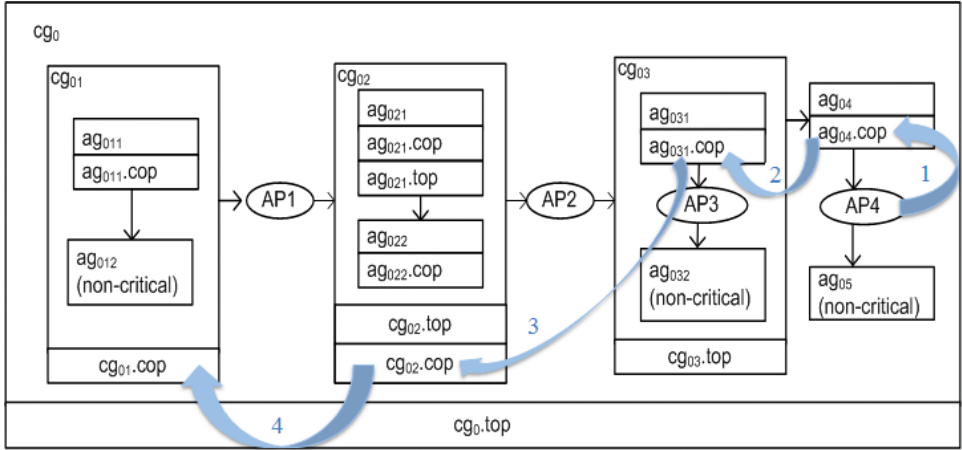 cg0
cg01
ag011
ag011.cop
ag012
(non-critical)
cg01.cop
AP1
cg02
ag021
ag021.cop
ag021.top
ag022
ag022.cop
cg02.top
cg02.cop
AP2
cg03
ag031
ag031.cop
AP3
ag032
(non-critical)
cg03.top
ag04
ag04.cop
AP4
ag05
(non-critical)
1
2
3
4
cg0.top